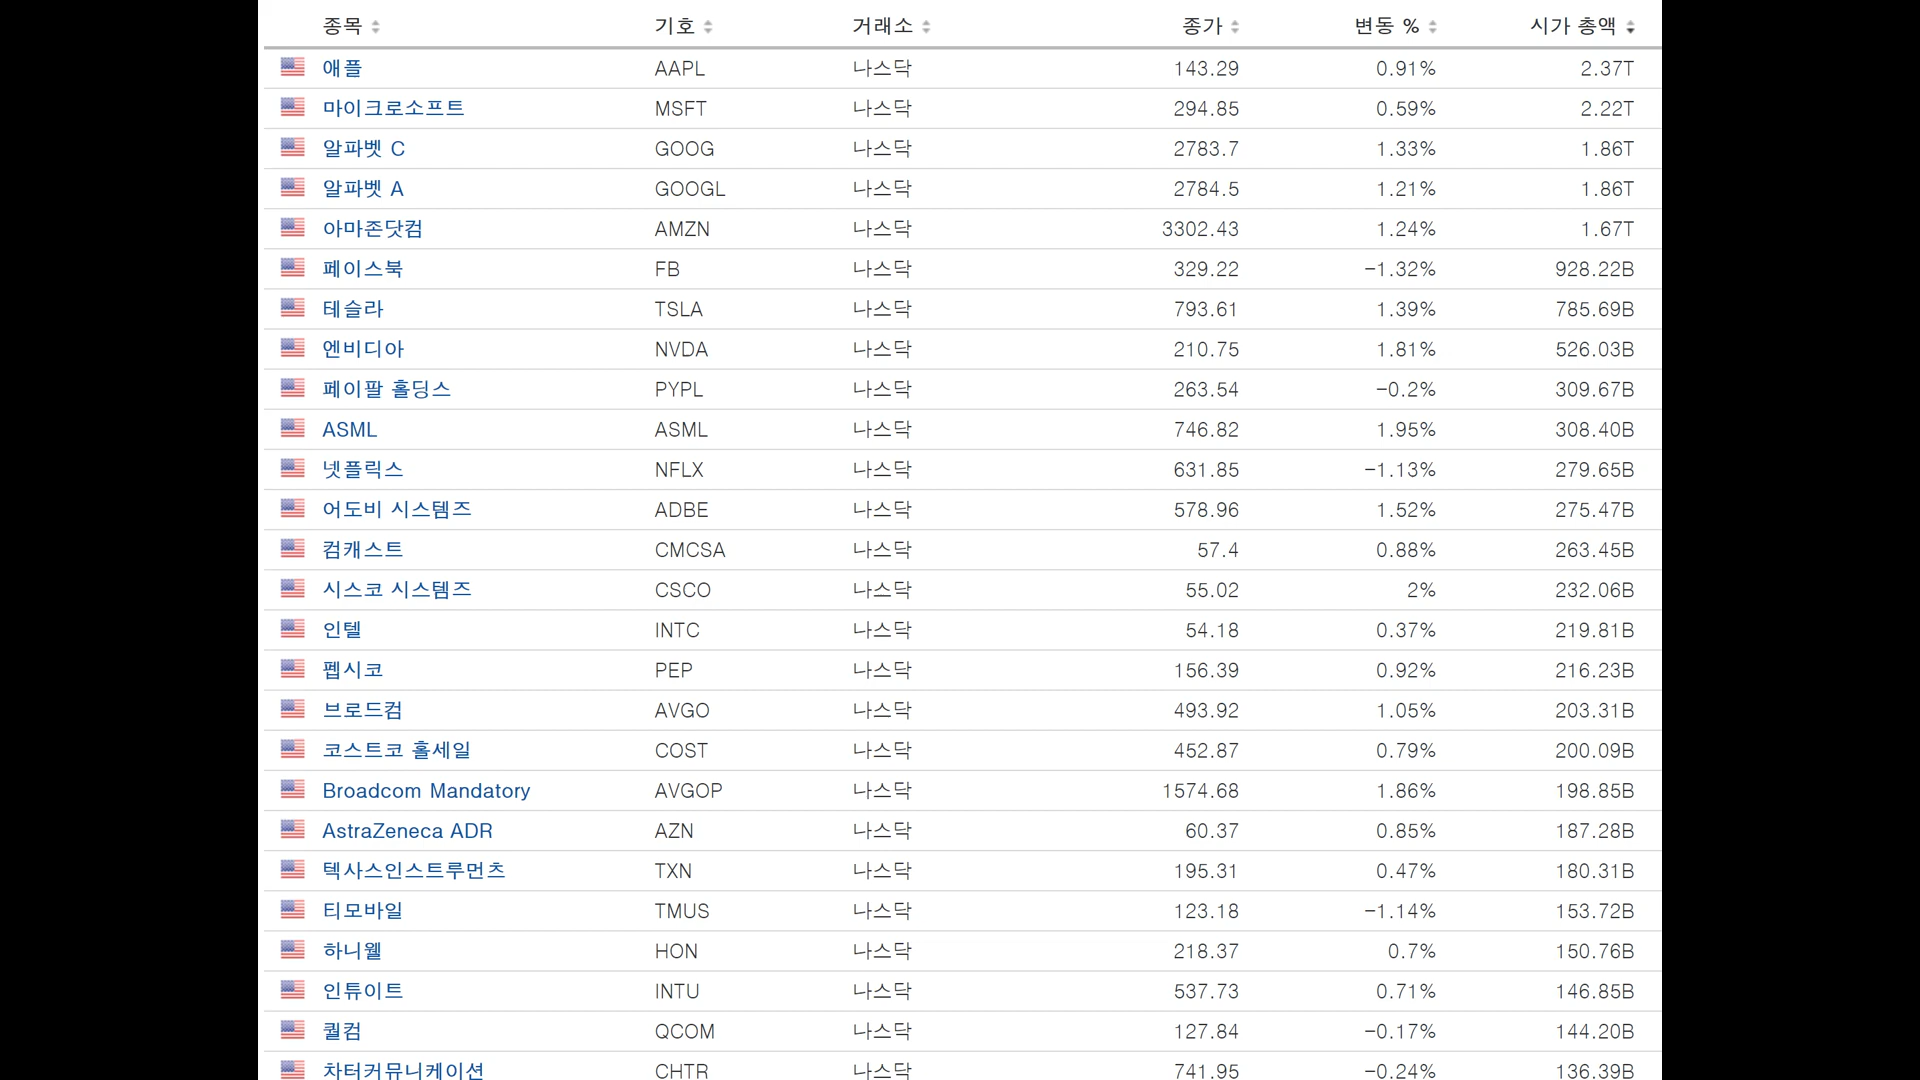 종목 기호 거래소 종가 변동 % 시가 총액
애플 AAPL 나스닥 143.29 0.91% 2.37T
마이크로소프트 MSFT 나스닥 294.85 0.59% 2.22T
알파벳 C GOOG 나스닥 2783.7 1.33% 1.86T
알파벳 A GOOGL 나스닥 2784.5 1.21% 1.86T
아마존닷컴 AMZN 나스닥 3302.43 1.24% 1.67T
페이스북 FB 나스닥 329.22 -1.32% 928.22B
테슬라 TSLA 나스닥 793.61 1.39% 785.69B
엔비디아 NVDA 나스닥 210.75 1.81% 526.03B
페이팔 홀딩스 PYPL 나스닥 263.54 -0.2% 309.67B
ASML ASML 나스닥 746.82 1.95% 308.40B
넷플릭스 NFLX 나스닥 631.85 -1.13% 279.65B
어도비 시스템즈 ADBE 나스닥 578.96 1.52% 275.47B
컴캐스트 CMCSA 나스닥 57.4 0.88% 263.45B
시스코 시스템즈 CSCO 나스닥 55.02 2% 232.06B
인텔 INTC 나스닥 54.18 0.37% 219.81B
펩시코 PEP 나스닥 156.39 0.92% 216.23B
브로드컴 AVGO 나스닥 493.92 1.05% 203.31B
코스트코 홀세일 COST 나스닥 452.87 0.79% 200.09B
Broadcom Mandatory AVGOP 나스닥 1574.68 1.86% 198.85B
AstraZeneca ADR AZN 나스닥 60.37 0.85% 187.28B
텍사스인스트루먼츠 TXN 나스닥 195.31 0.47% 180.31B
티모바일 TMUS 나스닥 123.18 -1.14% 153.72B
하니웰 HON 나스닥 218.37 0.7% 150.76B
인튜이트 INTU 나스닥 537.73 0.71% 146.85B
퀄컴 QCOM 나스닥 127.84 -0.17% 144.20B
차터커뮤니케이션 CHTR 나스닥 741.95 -0.24% 136.39B